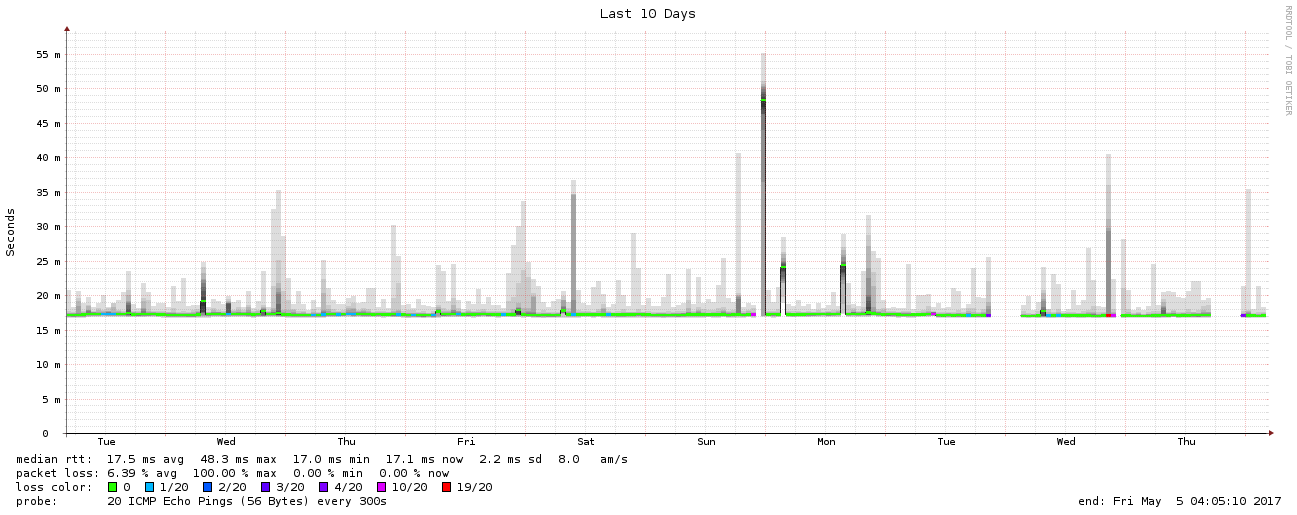 Last 10 Days
RRDTOOL / TOBI OETIKER
Seconds
55 m
50 m
45 m
40 m
35 m
30 m
25 m
20 m
15 m
10 m
5 m
0
Tue Wed Thu Fri Sat Sun Mon Tue Wed Thu
median rtt: 17.5 ms avg 48.3 ms max 17.0 ms min 17.1 ms now 2.2 ms sd 8.0 am/s
packet loss: 6.39 % avg 100.00 % max 0.00 % min 0.00 % now
loss color: 0 1/20 2/20 3/20 4/20 10/20 19/20
probe: 20 ICMP Echo Pings (56 Bytes) every 300s end: Fri May 5 04:05:10 2017